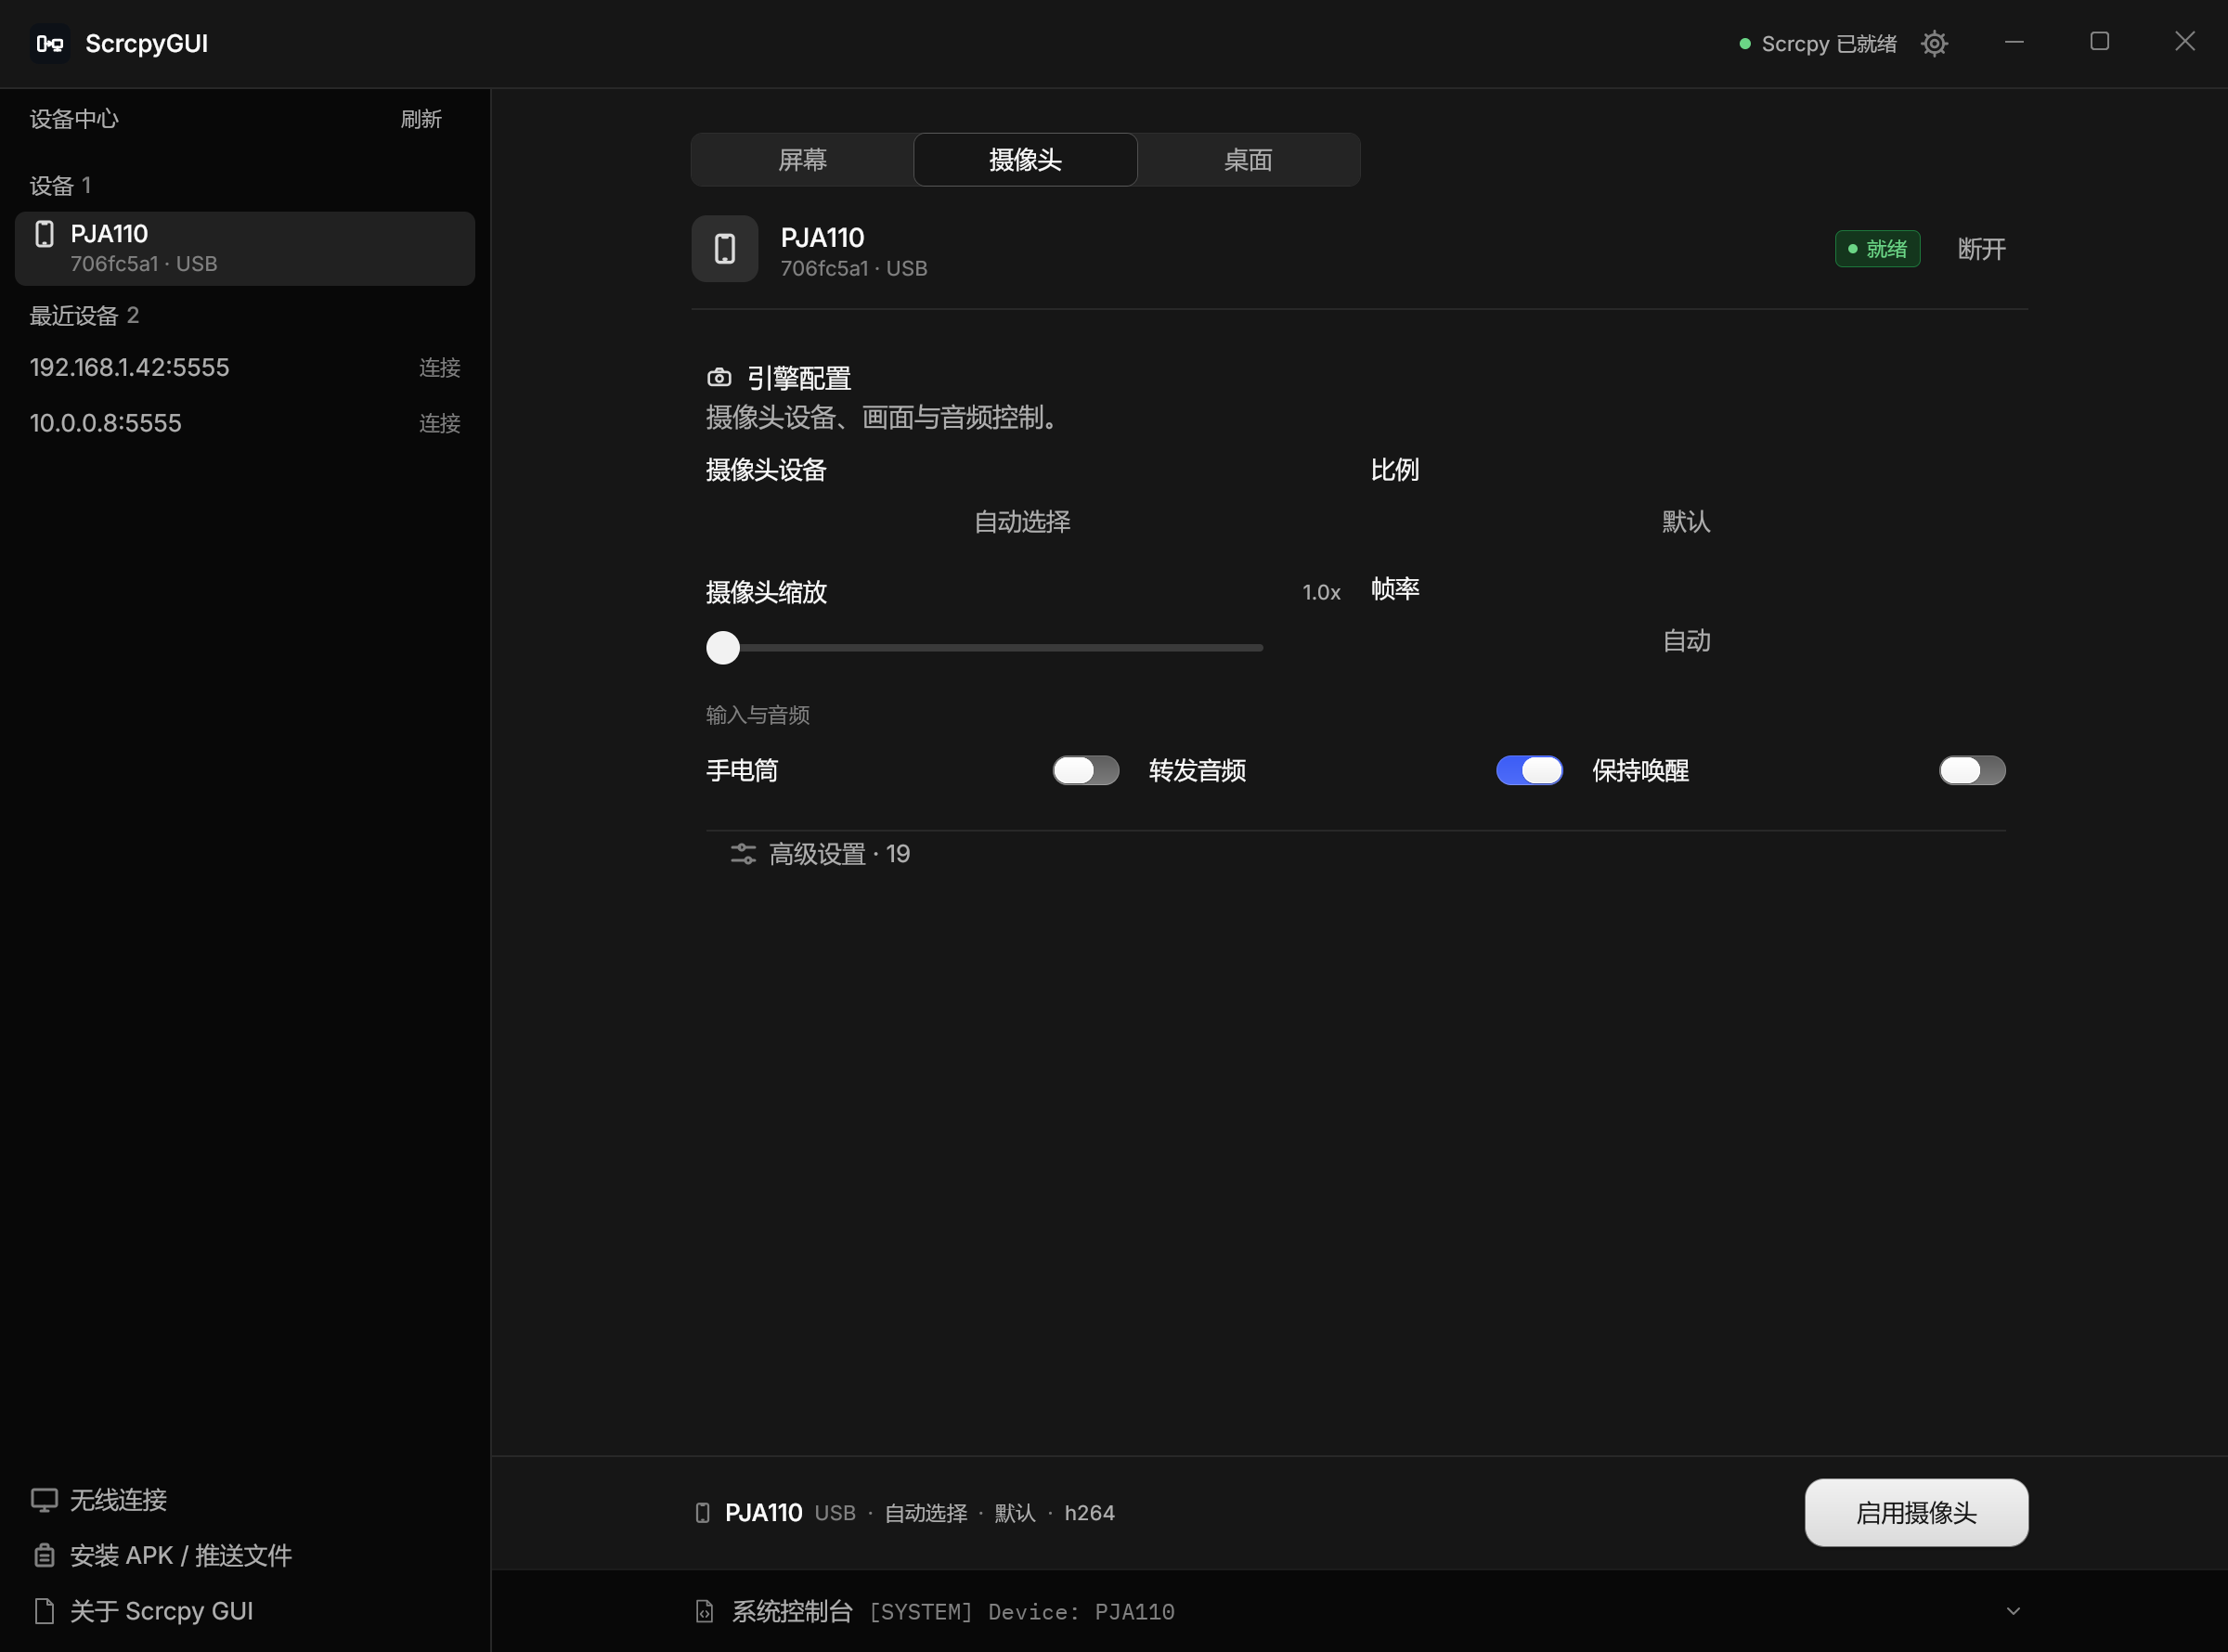 ScrcpyGUI
Scrcpy 已就绪
设备中心
刷新
设备 1
PJA110
706fc5a1 · USB
最近设备 2
192.168.1.42:5555
连接
10.0.0.8:5555
连接
无线连接
安装 APK / 推送文件
关于 Scrcpy GUI
屏幕
摄像头
桌面
PJA110
706fc5a1 · USB
就绪
断开
引擎配置
摄像头设备、画面与音频控制。
摄像头设备
比例
自动选择
默认
摄像头缩放
1.0x
帧率
自动
输入与音频
手电筒
转发音频
保持唤醒
高级设置 · 19
PJA110 USB · 自动选择 · 默认 · h264
启用摄像头
系统控制台 [SYSTEM] Device: PJA110